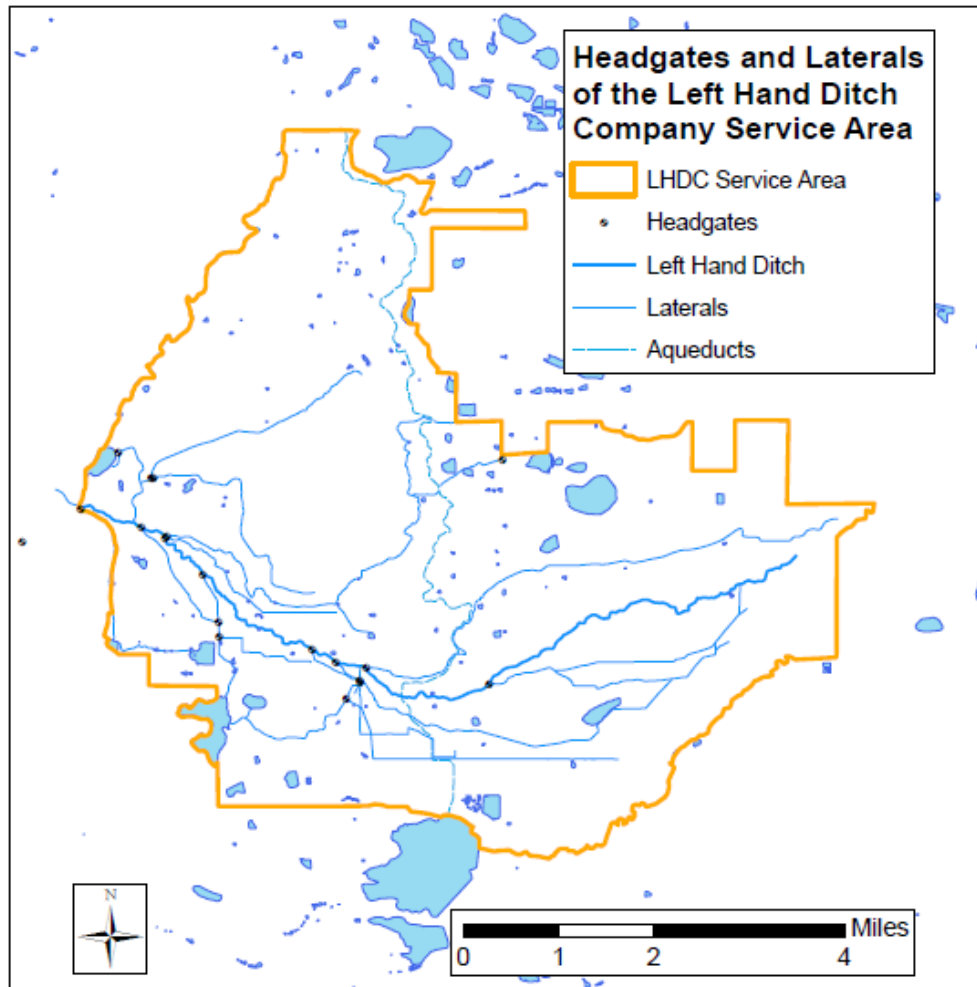 Headgates and Laterals
of the Left Hand Ditch
Company Service Area
LHDC Service Area
Headgates
Left Hand Ditch
Laterals
Aqueducts
N
Miles
0 1 2 4